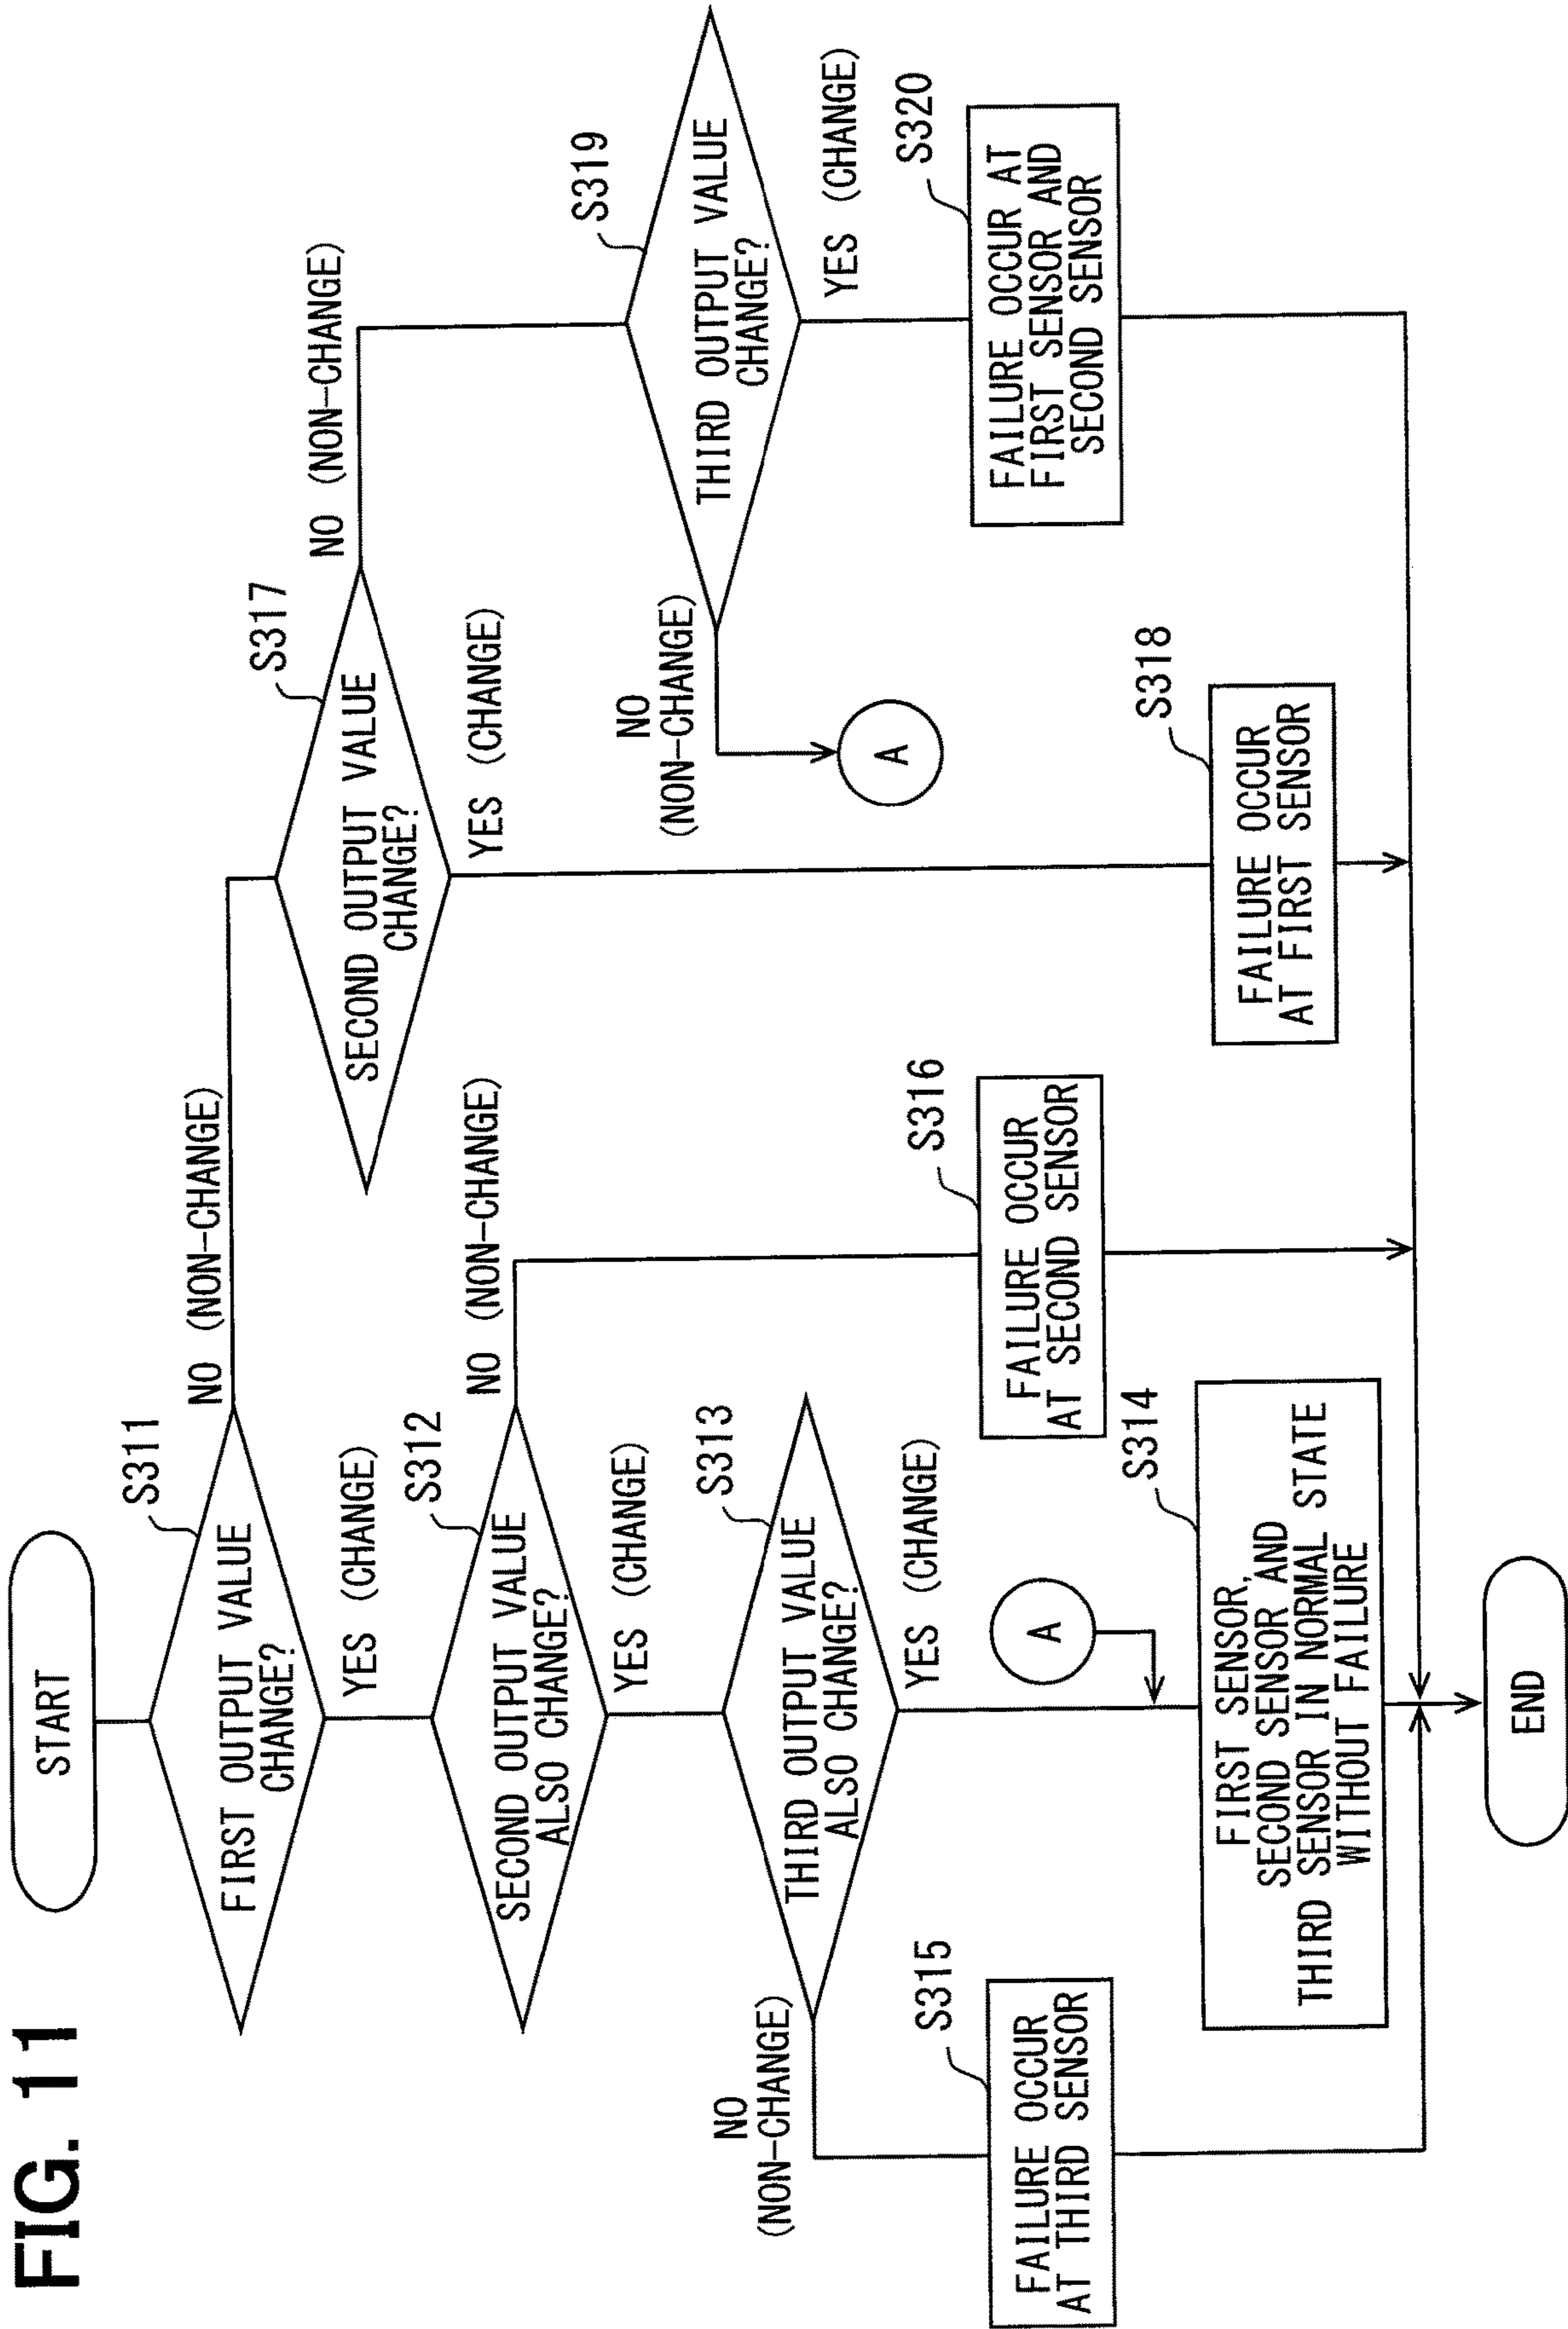 FIG. 11
START
S311
FIRST OUTPUT VALUE
CHANGE?
NO (NON-CHANGE)
YES (CHANGE)
S312
SECOND OUTPUT VALUE
ALSO CHANGE?
NO (NON-CHANGE)
YES (CHANGE)
S313
THIRD OUTPUT VALUE
ALSO CHANGE?
NO
(NON-CHANGE)
YES (CHANGE)
A
S314
FIRST SENSOR,
SECOND SENSOR AND
THIRD SENSOR IN NORMAL STATE
WITHOUT FAILURE
S315
FAILURE OCCUR
AT THIRD SENSOR
S316
FAILURE OCCUR
AT SECOND SENSOR
S317
SECOND OUTPUT VALUE
CHANGE?
NO (NON-CHANGE)
YES (CHANGE)
S318
FAILURE OCCUR
AT FIRST SENSOR
S319
THIRD OUTPUT VALUE
CHANGE?
NO
(NON-CHANGE)
A
YES (CHANGE)
S320
FAILURE OCCUR AT
FIRST SENSOR AND
SECOND SENSOR
END